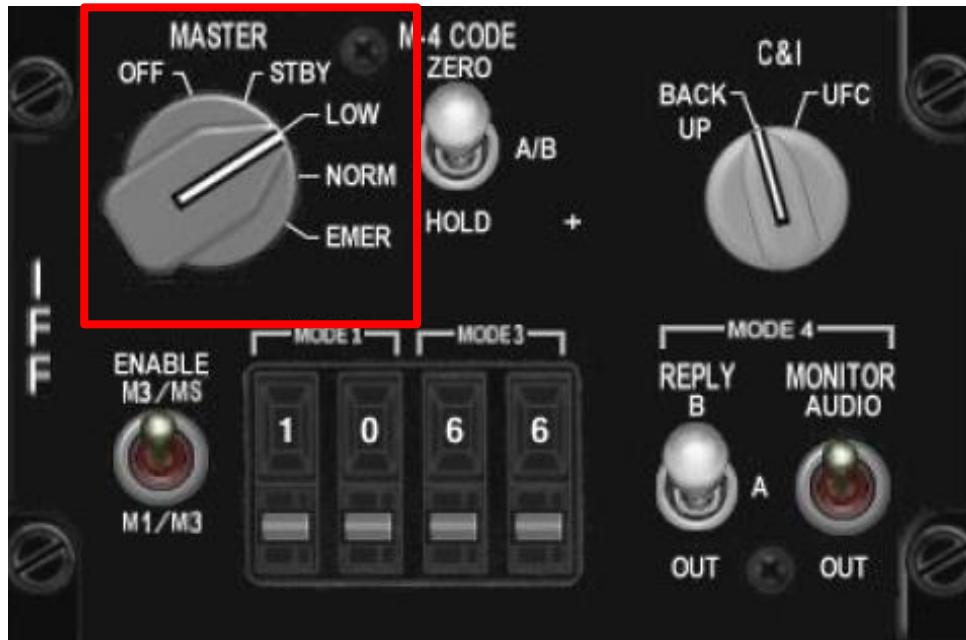 MASTER
OFF
STBY
LOW
NORM
EMER
CODE
ZERO
A/B
HOLD
+
C&I
BACK
UP
UFC
IFF
ENABLE
M3/MS
M1/M3
MODE 1
MODE 3
1 0 6 6
MODE 4
REPLY
B
A
OUT
MONITOR
AUDIO
OUT